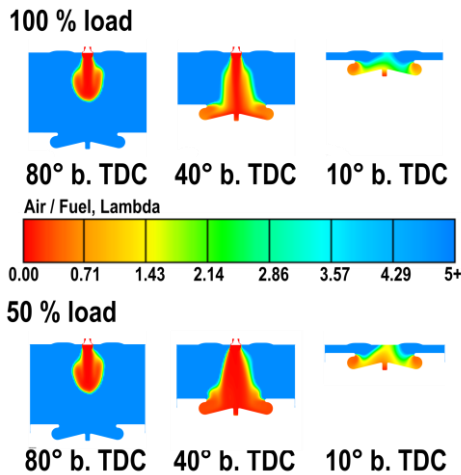 100 % load
80° b. TDC 40° b. TDC 10° b. TDC
Air / Fuel, Lambda
0.00 0.71 1.43 2.14 2.86 3.57 4.29 5+
50 % load
80° b. TDC 40° b. TDC 10° b. TDC